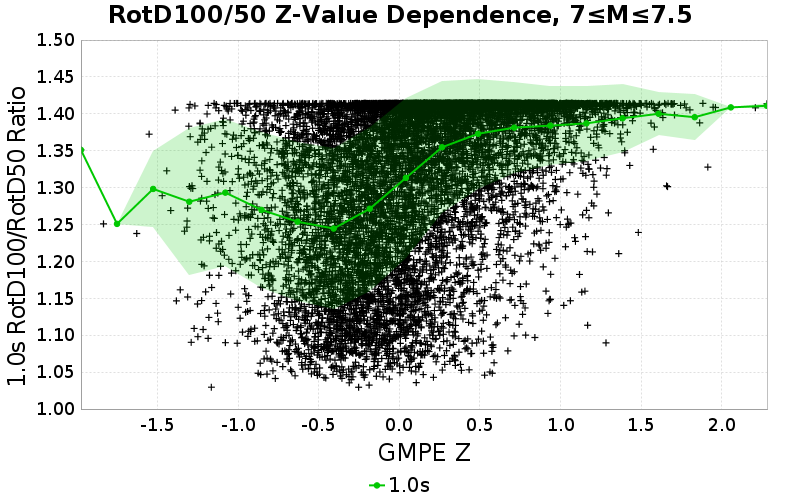 RotD100/50 Z-Value Dependence, 7≤M≤7.5
1.50
1.45
1.40
1.35
1.30
1.25
1.20
1.15
1.10
1.05
1.00
1.0s RotD100/RotD50 Ratio
-1.5 -1.0 -0.5 0.0 0.5 1.0 1.5 2.0
GMPE Z
1.0s